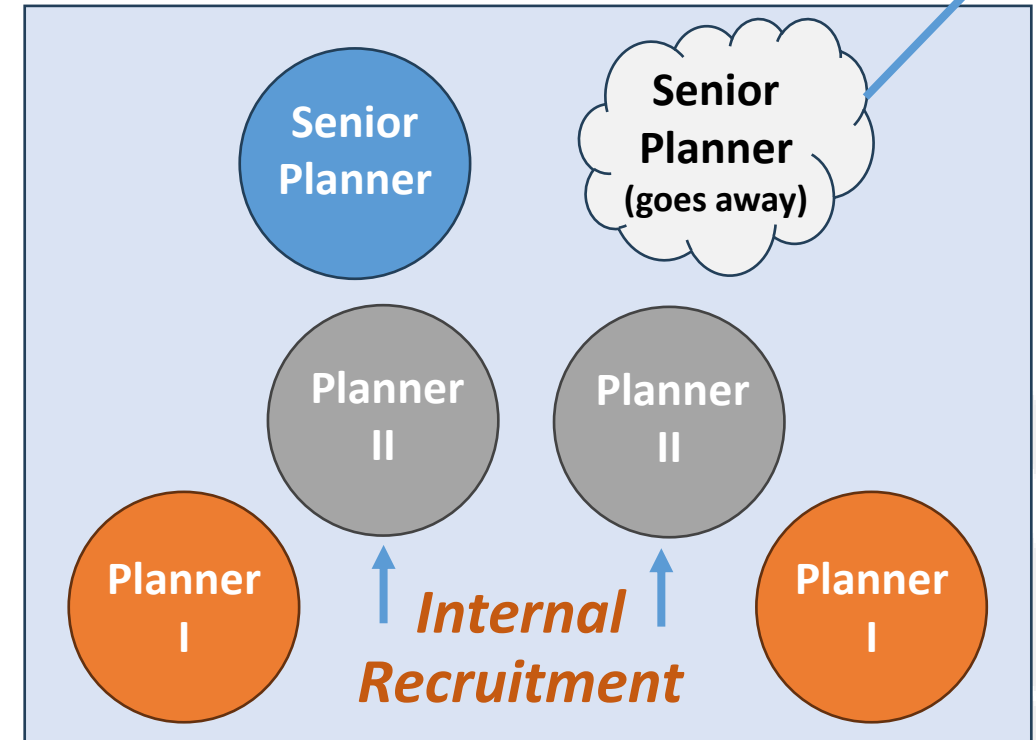 Senior
Planner
Senior
Planner
(goes away)
Planner
II
Planner
II
Planner
I
Internal
Recruitment
Planner
I